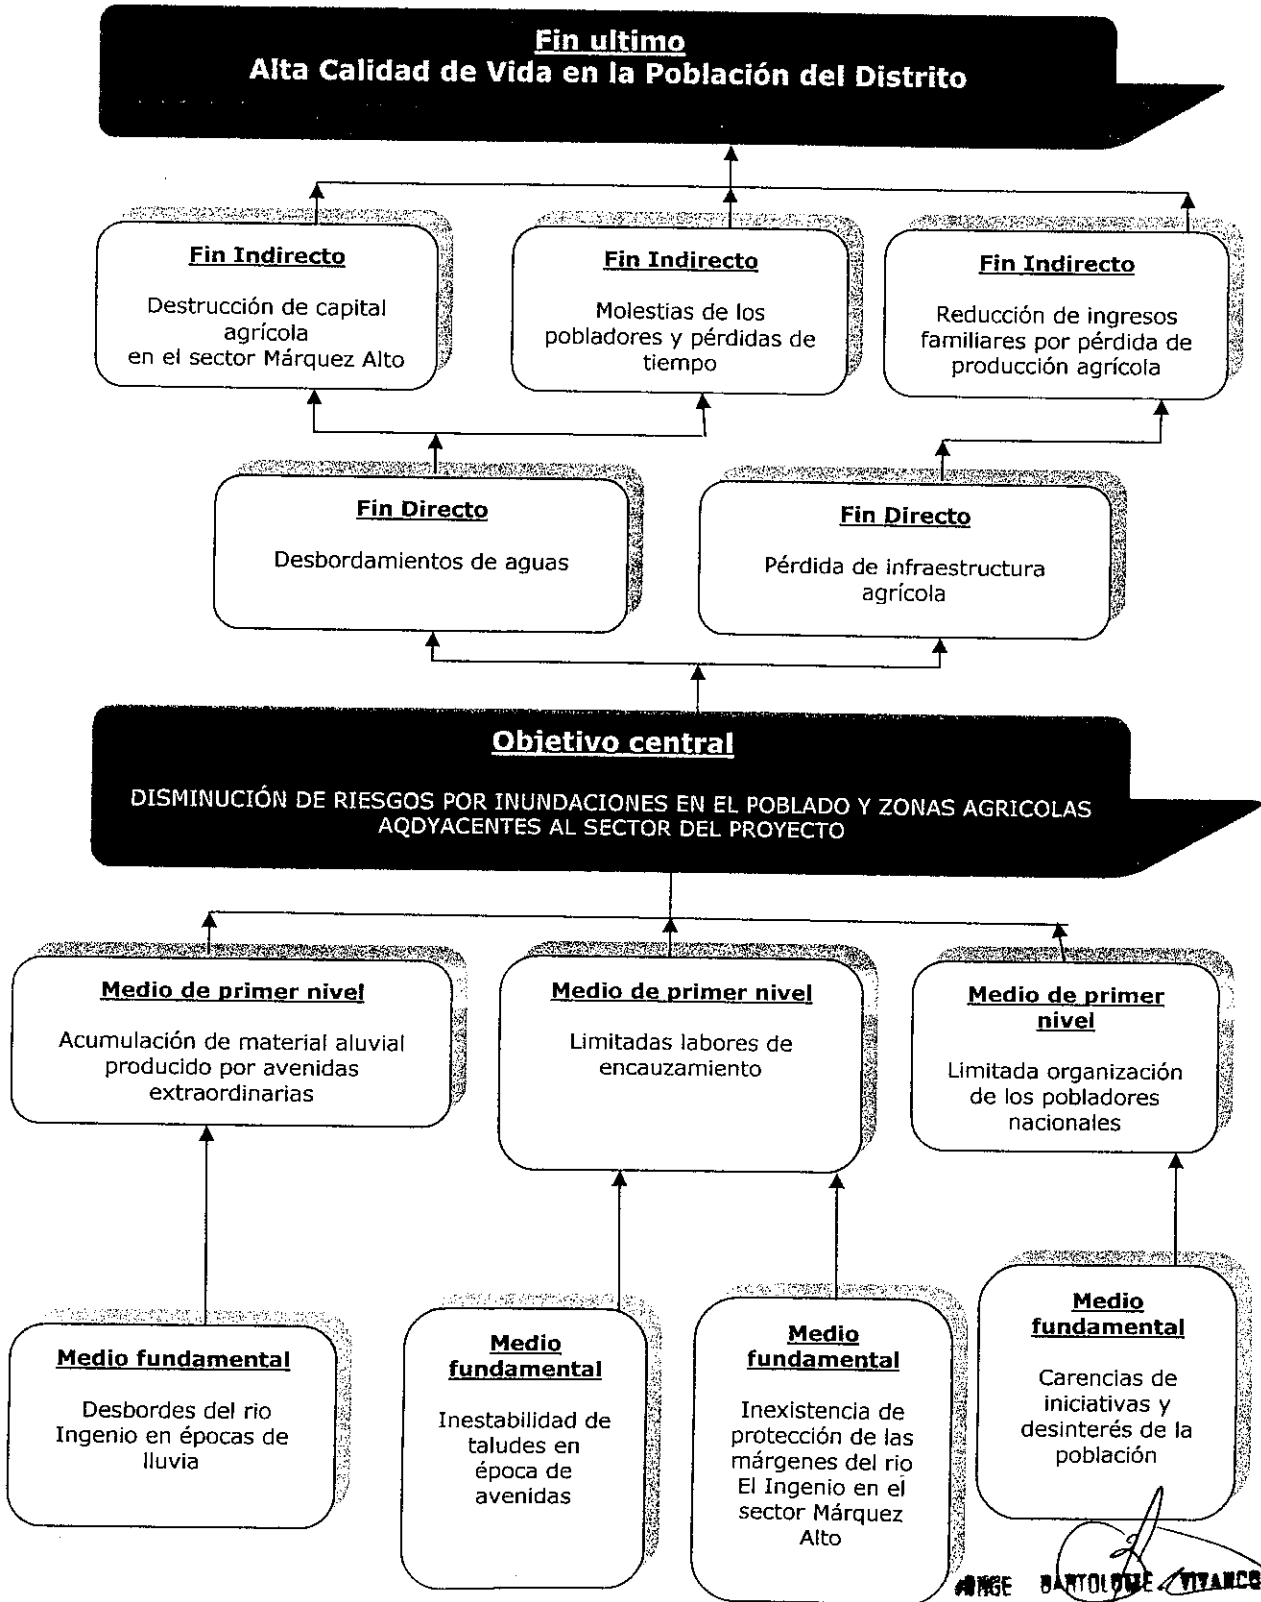 Fin ultimo
Alta Calidad de Vida en la Población del Distrito
Fin Indirecto
Destrucción de capital
agrícola
en el sector Márquez Alto
Fin Indirecto
Molestias de los
pobladores y pérdidas de
tiempo
Fin Indirecto
Reducción de ingresos
familiares por pérdida de
producción agrícola
Fin Directo
Desbordamientos de aguas
Fin Directo
Pérdida de infraestructura
agrícola
Objetivo central
DISMINUCIÓN DE RIESGOS POR INUNDACIONES EN EL POBLADO Y ZONAS AGRICOLAS
AQDYACENTES AL SECTOR DEL PROYECTO
Medio de primer nivel
Acumulación de material aluvial
producido por avenidas
extraordinarias
Medio de primer nivel
Limitadas labores de
encauzamiento
Medio de primer
nivel
Limitada organización
de los pobladores
nacionales
Medio fundamental
Desbordes del rio
Ingenio en épocas de
lluvia
Medio
fundamental
Inestabilidad de
taludes en
época de
avenidas
Medio
fundamental
Inexistencia de
protección de las
márgenes del rio
El Ingenio en el
sector Márquez
Alto
Medio
fundamental
Carencias de
iniciativas y
desinterés de la
población